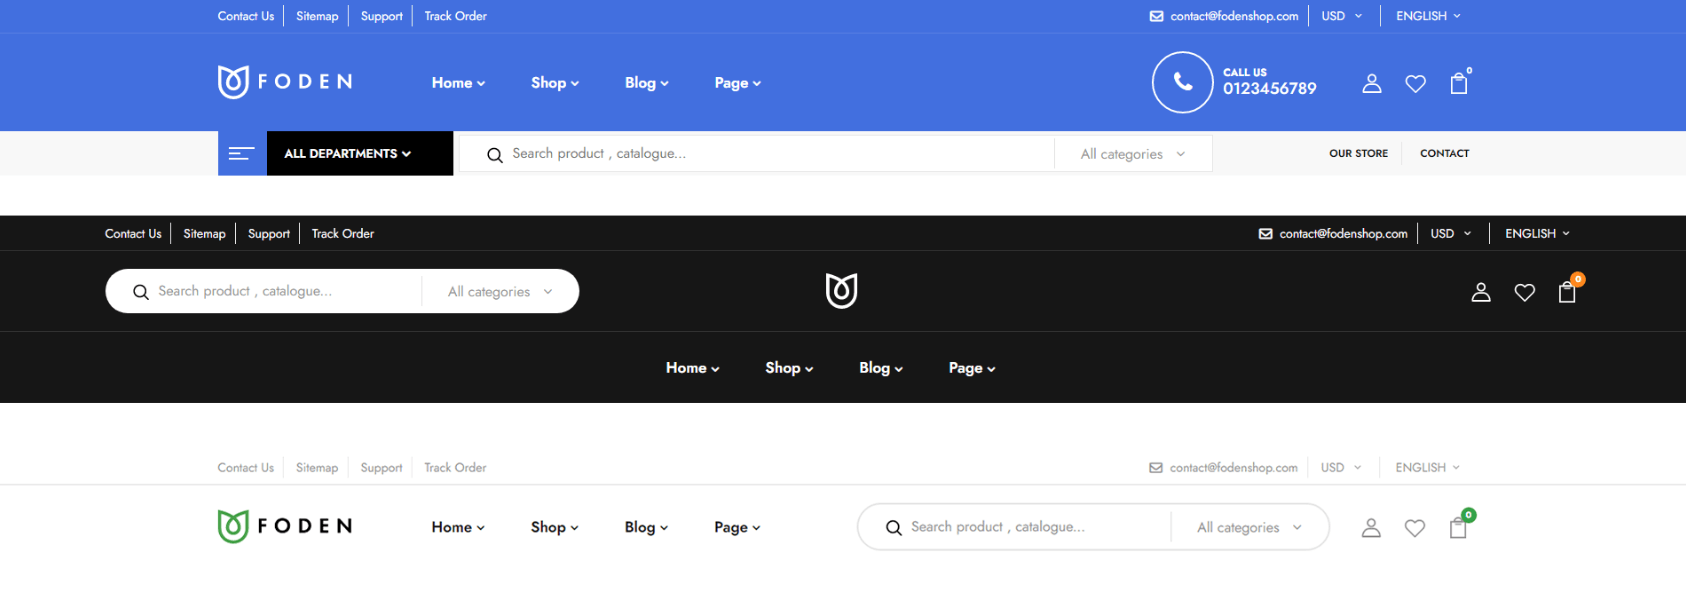 Contact Us Sitemap Support Track Order contact@fodenshop.com USD ENGLISH
FODEN Home Shop Blog Page CALL US 0123456789 0
ALL DEPARTMENTS Search product , catalogue... All categories OUR STORE CONTACT
Contact Us Sitemap Support Track Order contact@fodenshop.com USD ENGLISH
Search product , catalogue... All categories 0
Home Shop Blog Page
Contact Us Sitemap Support Track Order contact@fodenshop.com USD ENGLISH
FODEN Home Shop Blog Page Search product , catalogue... All categories 0